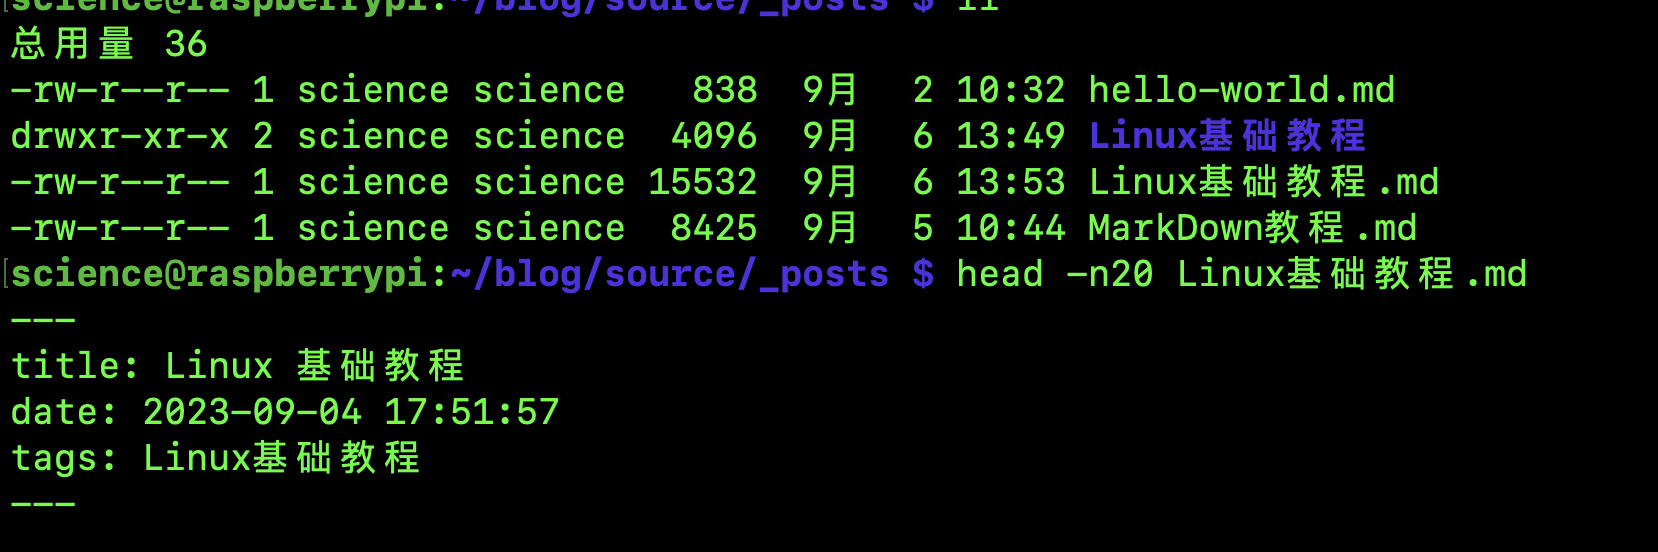 science@raspberrypi:~/blog/source/_posts $ ll
总用量 36
-rw-r--r-- 1 science science   838  9月   2 10:32 hello-world.md
drwxr-xr-x 2 science science  4096  9月   6 13:49 Linux基础教程
-rw-r--r-- 1 science science 15532  9月   6 13:53 Linux基础教程.md
-rw-r--r-- 1 science science  8425  9月   5 10:44 MarkDown教程.md
science@raspberrypi:~/blog/source/_posts $ head -n20 Linux基础教程.md
---
title: Linux 基础教程
date: 2023-09-04 17:51:57
tags: Linux基础教程
---